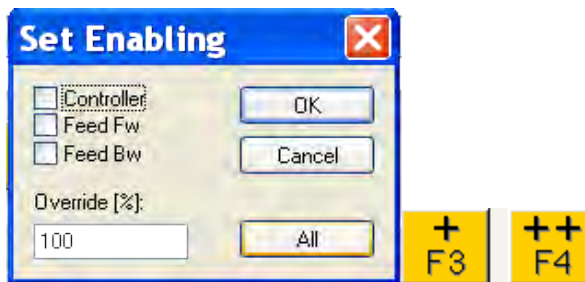 Set Enabling
Controller
OK
Feed Fw
Feed Bw
Cancel
Override [%]:
100
All
+
F3
++
F4